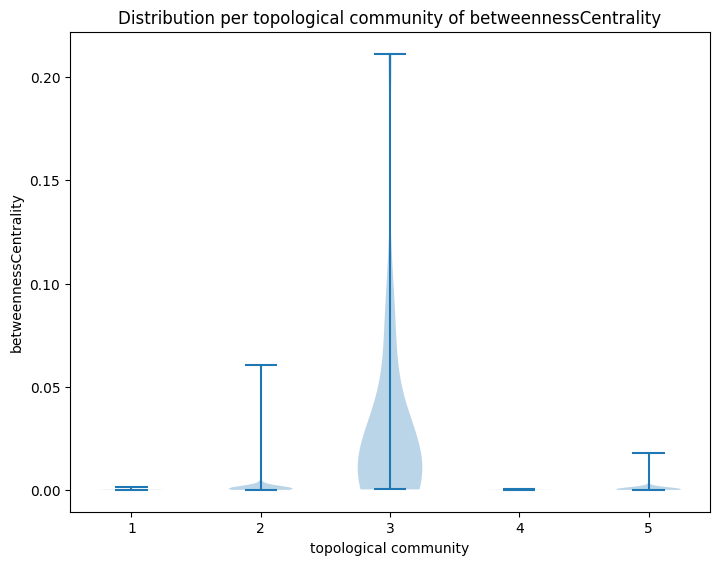 Distribution per topological community of betweennessCentrality
betweennessCentrality
0.20
0.15
0.10
0.05
0.00
1 2 3 4 5
topological community